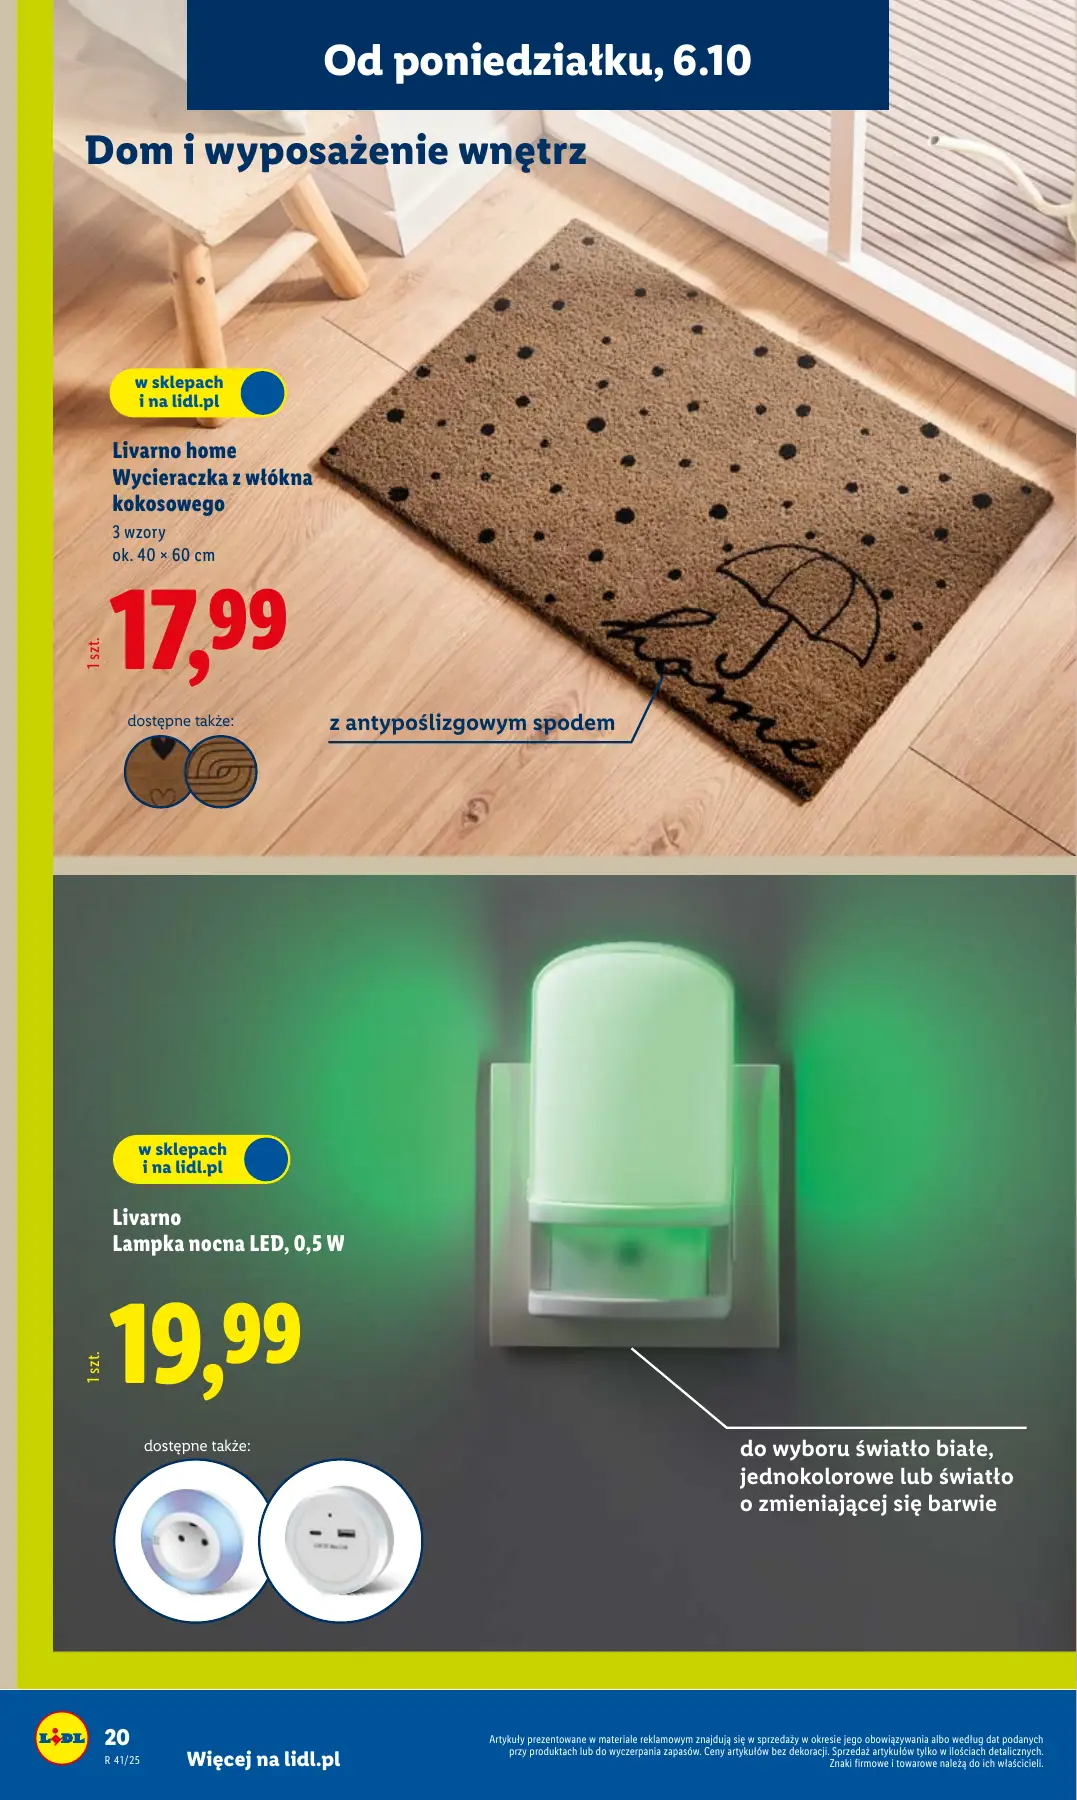 Od poniedziałku, 6.10
Dom i wyposażenie wnętrz
w sklepach
i na lidl.pl
Livarno home
Wycieraczka z włókna
kokosowego
3 wzory
ok. 40 × 60 cm
1 szt.
17,99
dostępne także:
z antypoślizgowym spodem
home
w sklepach
i na lidl.pl
Livarno
Lampka nocna LED, 0,5 W
1 szt.
19,99
dostępne także:
do wyboru światło białe,
jednokolorowe lub światło
o zmieniającej się barwie
LIDL
20
R 41/25
Więcej na lidl.pl
Artykuły prezentowane w materiale reklamowym znajdują się w sprzedaży w okresie jego obowiązywania albo według dat podanych
przy produktach lub do wyczerpania zapasów. Ceny artykułów bez dekoracji. Sprzedaż artykułów tylko w ilościach detalicznych.
Znaki firmowe i towarowe należą do ich właścicieli.